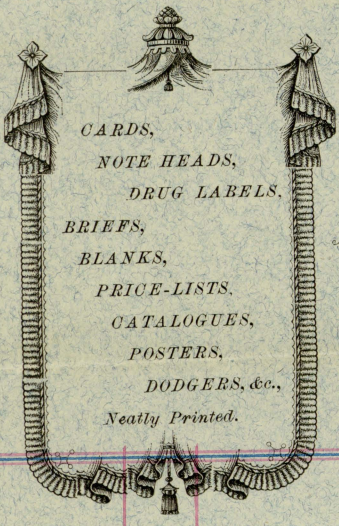 CARDS,
NOTE HEADS,
DRUG LABELS,
BRIEFS,
BLANKS,
PRICE-LISTS,
CATALOGUES,
POSTERS,
DODGERS, &c.,
Neatly Printed.